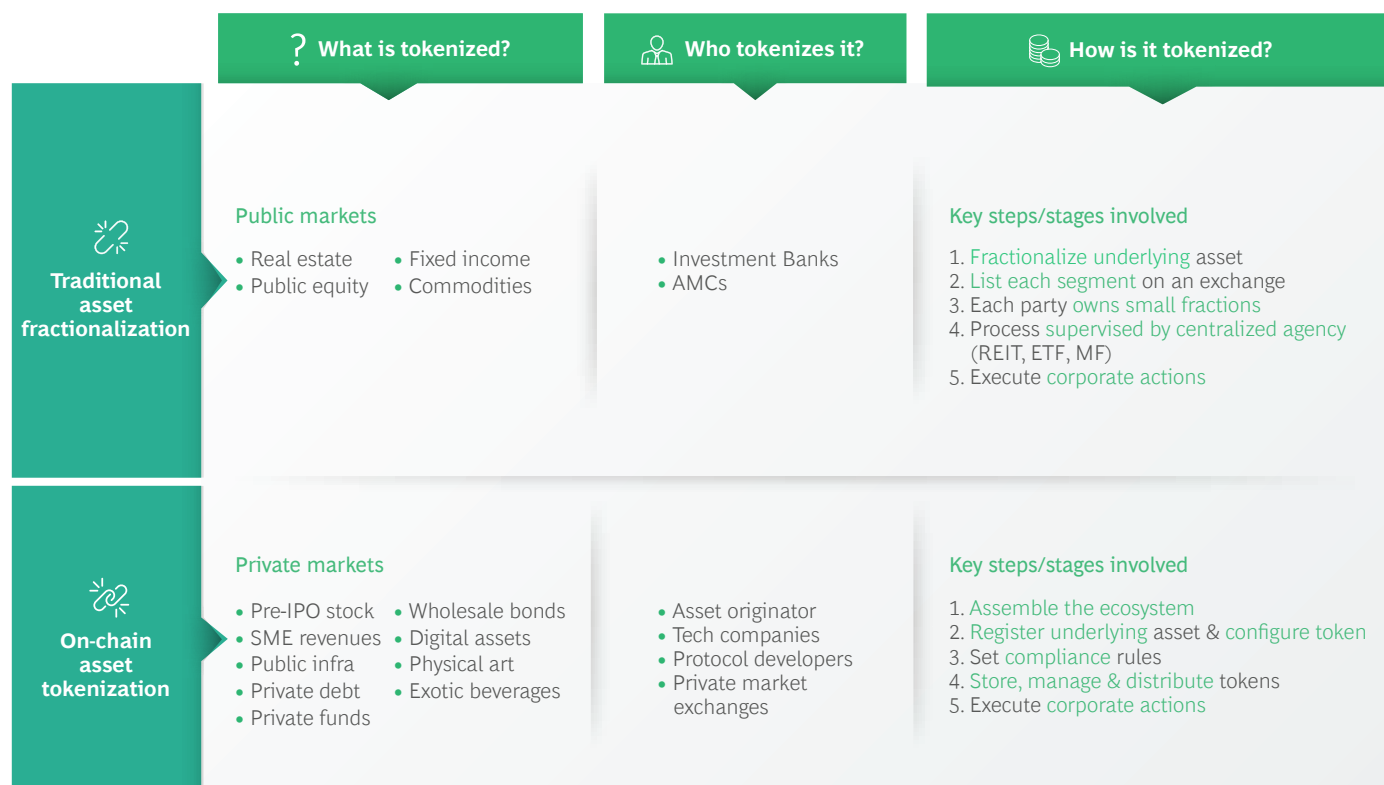 What is tokenized?
Who tokenizes it?
How is it tokenized?
Traditional
asset
fractionalization
Public markets
• Real estate
• Public equity
• Fixed income
• Commodities
• Investment Banks
• AMCs
Key steps/stages involved
1. Fractionalize underlying asset
2. List each segment on an exchange
3. Each party owns small fractions
4. Process supervised by centralized agency
(REIT, ETF, MF)
5. Execute corporate actions
On-chain
asset
tokenization
Private markets
• Pre-IPO stock
• SME revenues
• Public infra
• Private debt
• Private funds
• Wholesale bonds
• Digital assets
• Physical art
• Exotic beverages
• Asset originator
• Tech companies
• Protocol developers
• Private market
exchanges
Key steps/stages involved
1. Assemble the ecosystem
2. Register underlying asset & configure token
3. Set compliance rules
4. Store, manage & distribute tokens
5. Execute corporate actions